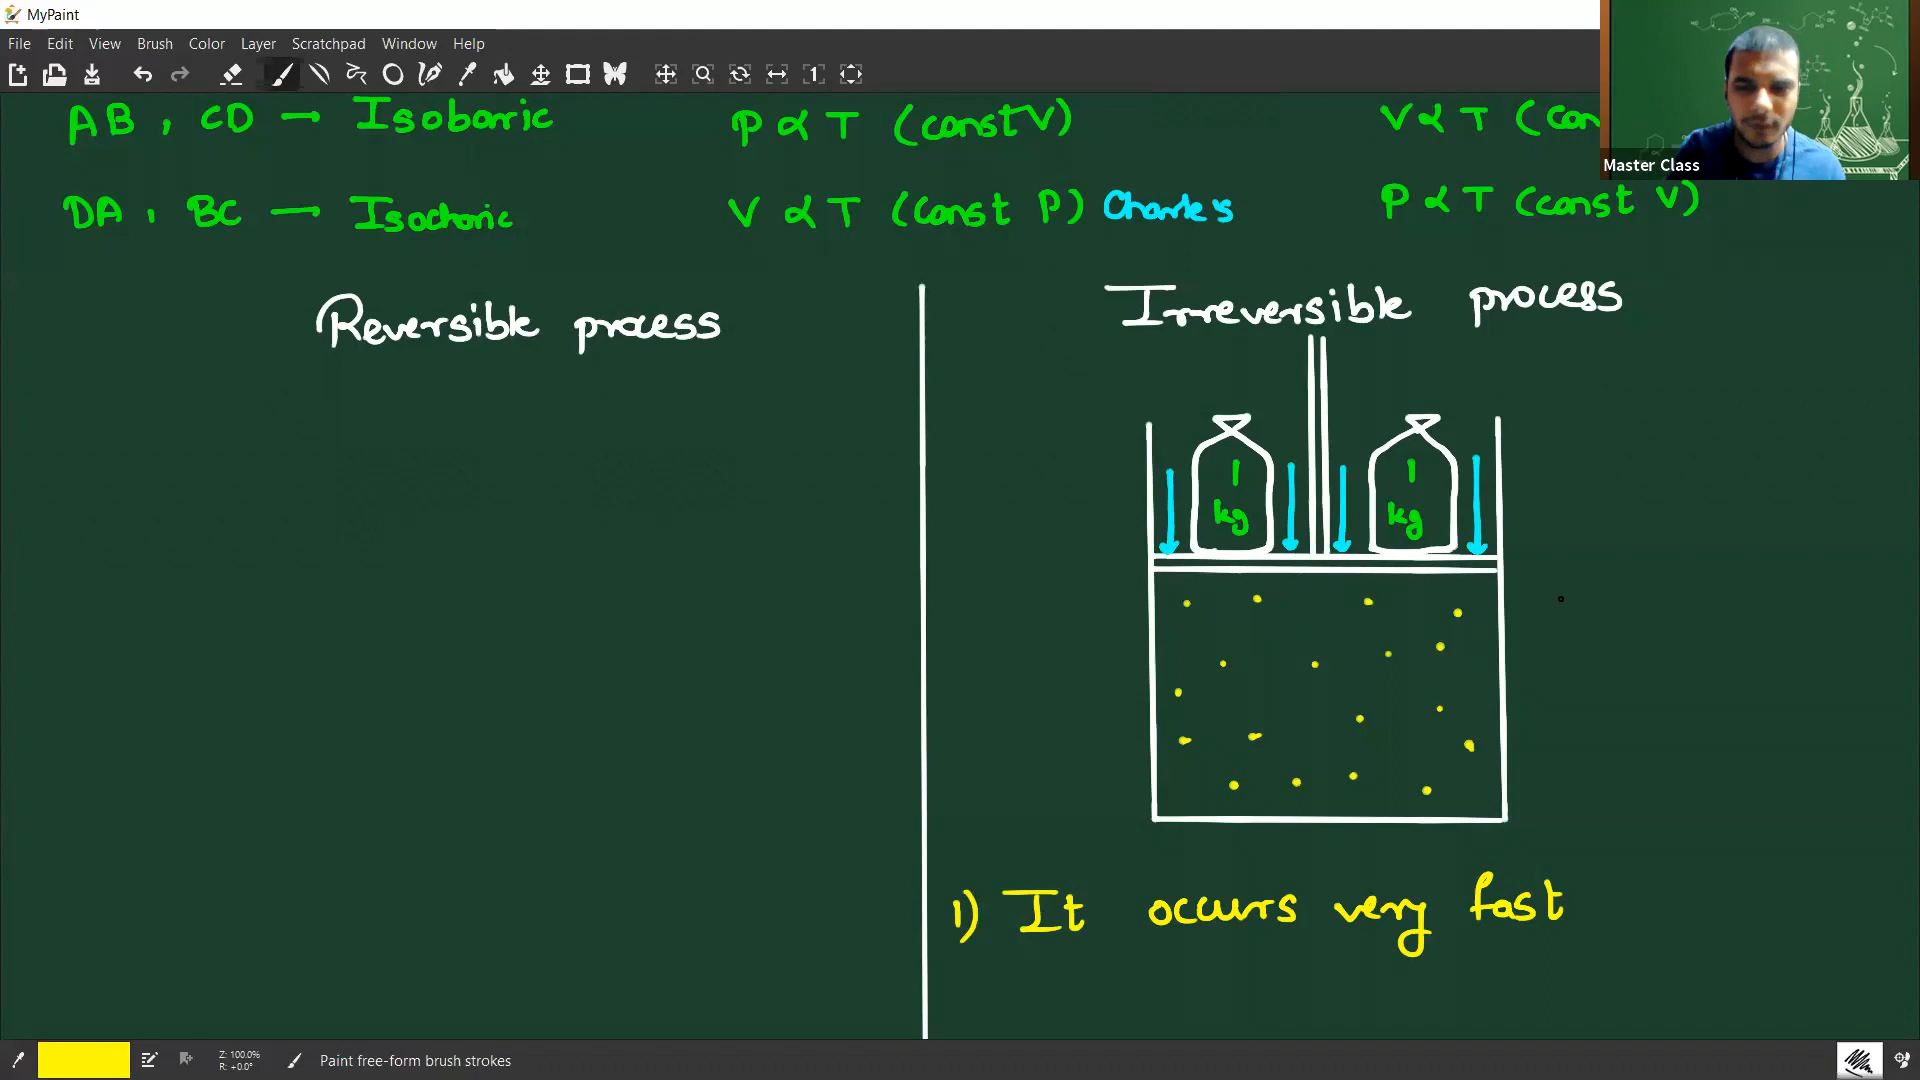 MyPaint
File Edit View Brush Color Layer Scratchpad Window Help
Master Class
AB , CD → Isobaric P ∝ T (const V) V ∝ T (con
DA , BC — Isochoric V ∝ T (const P) Charle's P ∝ T (const V)
Reversible process
Irreversible process
1 kg 1 kg
1) It occurs very fast
Z: 100.0%
R: +0.0°
Paint free-form brush strokes